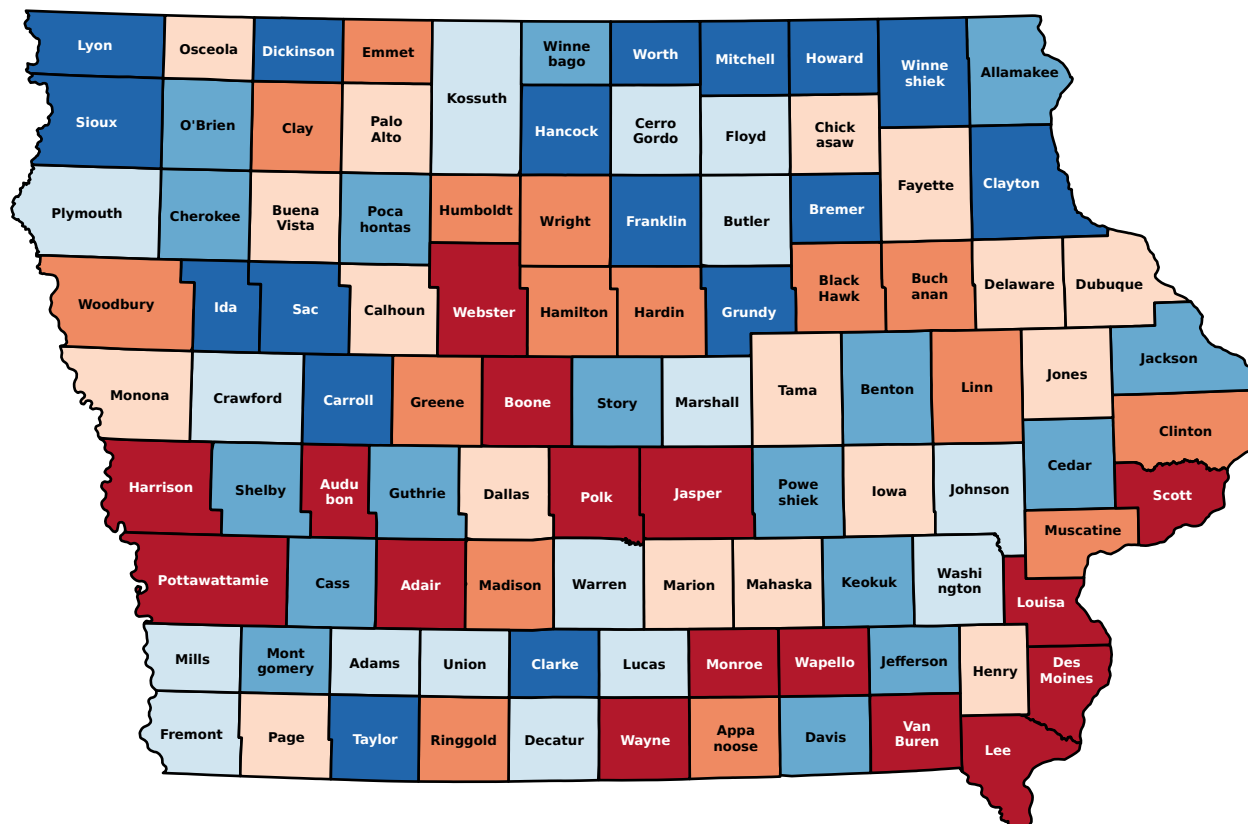 Lyon
Osceola
Dickinson
Emmet
Kossuth
Winne
bago
Worth
Mitchell
Howard
Winne
shiek
Allamakee
Sioux
O'Brien
Clay
Palo
Alto
Hancock
Cerro
Gordo
Floyd
Chick
asaw
Fayette
Clayton
Plymouth
Cherokee
Buena
Vista
Poca
hontas
Humboldt
Wright
Franklin
Butler
Bremer
Woodbury
Ida
Sac
Calhoun
Webster
Hamilton
Hardin
Grundy
Black
Hawk
Buch
anan
Delaware
Dubuque
Monona
Crawford
Carroll
Greene
Boone
Story
Marshall
Tama
Benton
Linn
Jones
Jackson
Clinton
Harrison
Shelby
Audu
bon
Guthrie
Dallas
Polk
Jasper
Powe
shiek
Iowa
Johnson
Cedar
Scott
Muscatine
Pottawattamie
Cass
Adair
Madison
Warren
Marion
Mahaska
Keokuk
Washi
ngton
Louisa
Mills
Mont
gomery
Adams
Union
Clarke
Lucas
Monroe
Wapello
Jefferson
Henry
Des
Moines
Fremont
Page
Taylor
Ringgold
Decatur
Wayne
Appa
noose
Davis
Van
Buren
Lee